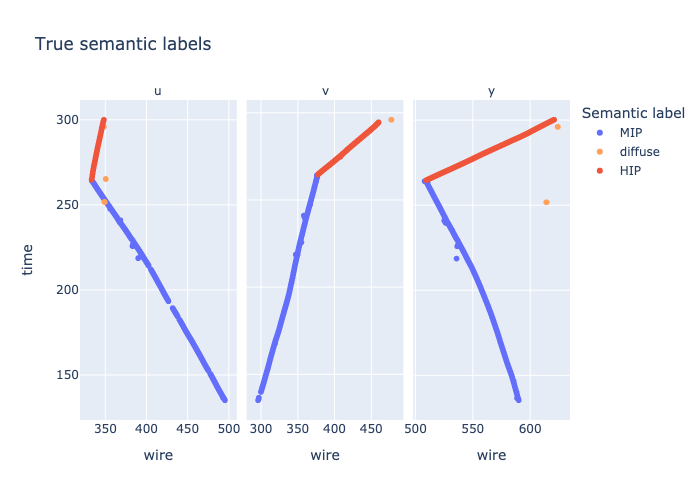 True semantic labels
u
v
y
Semantic label
MIP
diffuse
HIP
300
250
200
150
time
350
400
450
500
300
350
400
450
500
550
600
wire
wire
wire